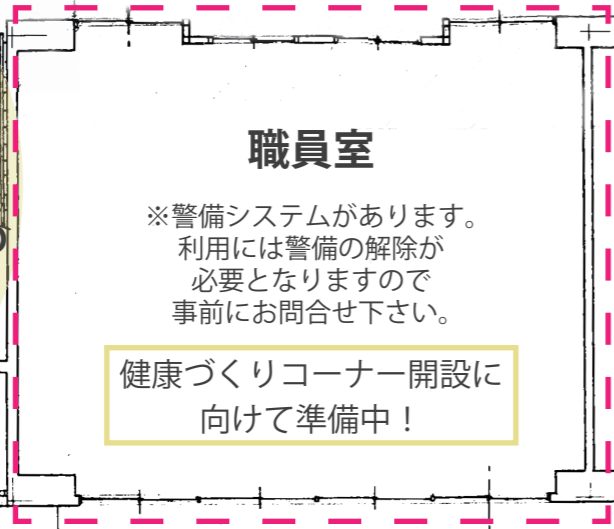 職員室
※警備システムがあります。
利用には警備の解除が
必要となりますので
事前にお問合せ下さい。
健康づくりコーナー開設に
向けて準備中！